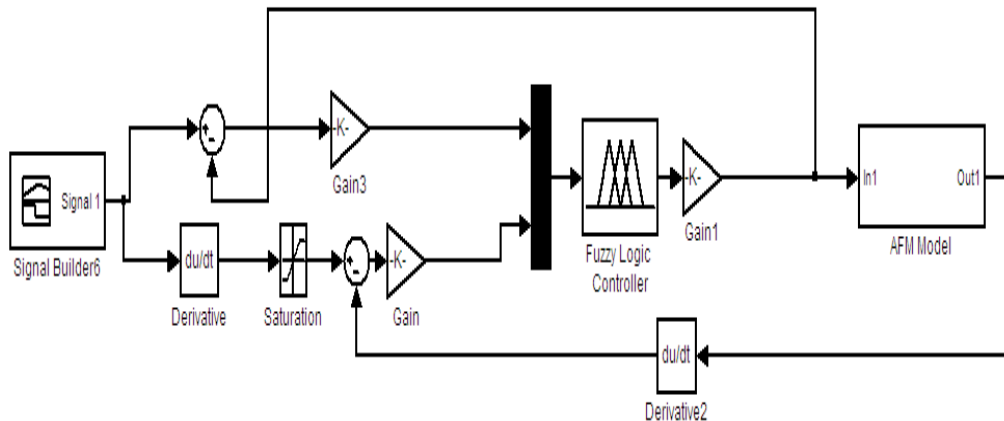 -K-
Gain3
Signal 1
Signal Builder6
du/dt
Derivative
Saturation
-K-
Gain
Fuzzy Logic
Controller
-K-
Gain1
In1
Out1
AFM Model
du/dt
Derivative2